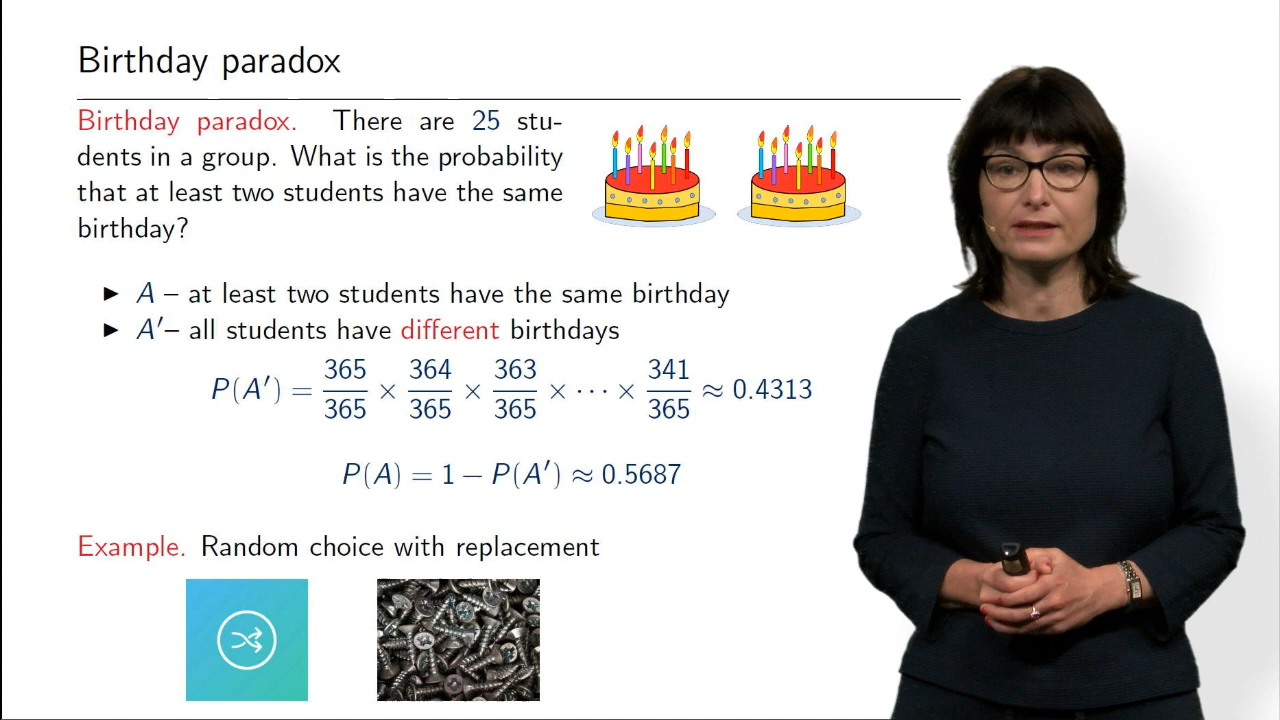 Birthday paradox
Birthday paradox. There are 25 stu-
dents in a group. What is the probability
that at least two students have the same
birthday?
▶ A – at least two students have the same birthday
▶ A′– all students have different birthdays
P(A′) = 365/365 × 364/365 × 363/365 × ⋯ × 341/365 ≈ 0.4313
P(A) = 1 − P(A′) ≈ 0.5687
Example. Random choice with replacement